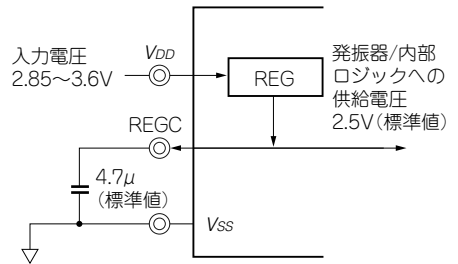 入力電圧
2.85～3.6V
VDD
REG
発振器/内部
ロジックへの
供給電圧
2.5V(標準値)
REGC
4.7μ
(標準値)
VSS